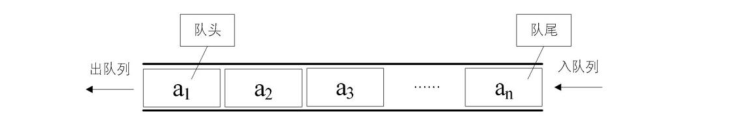 队头
队尾
出队列
入队列
a1 a2 a3 ...... an